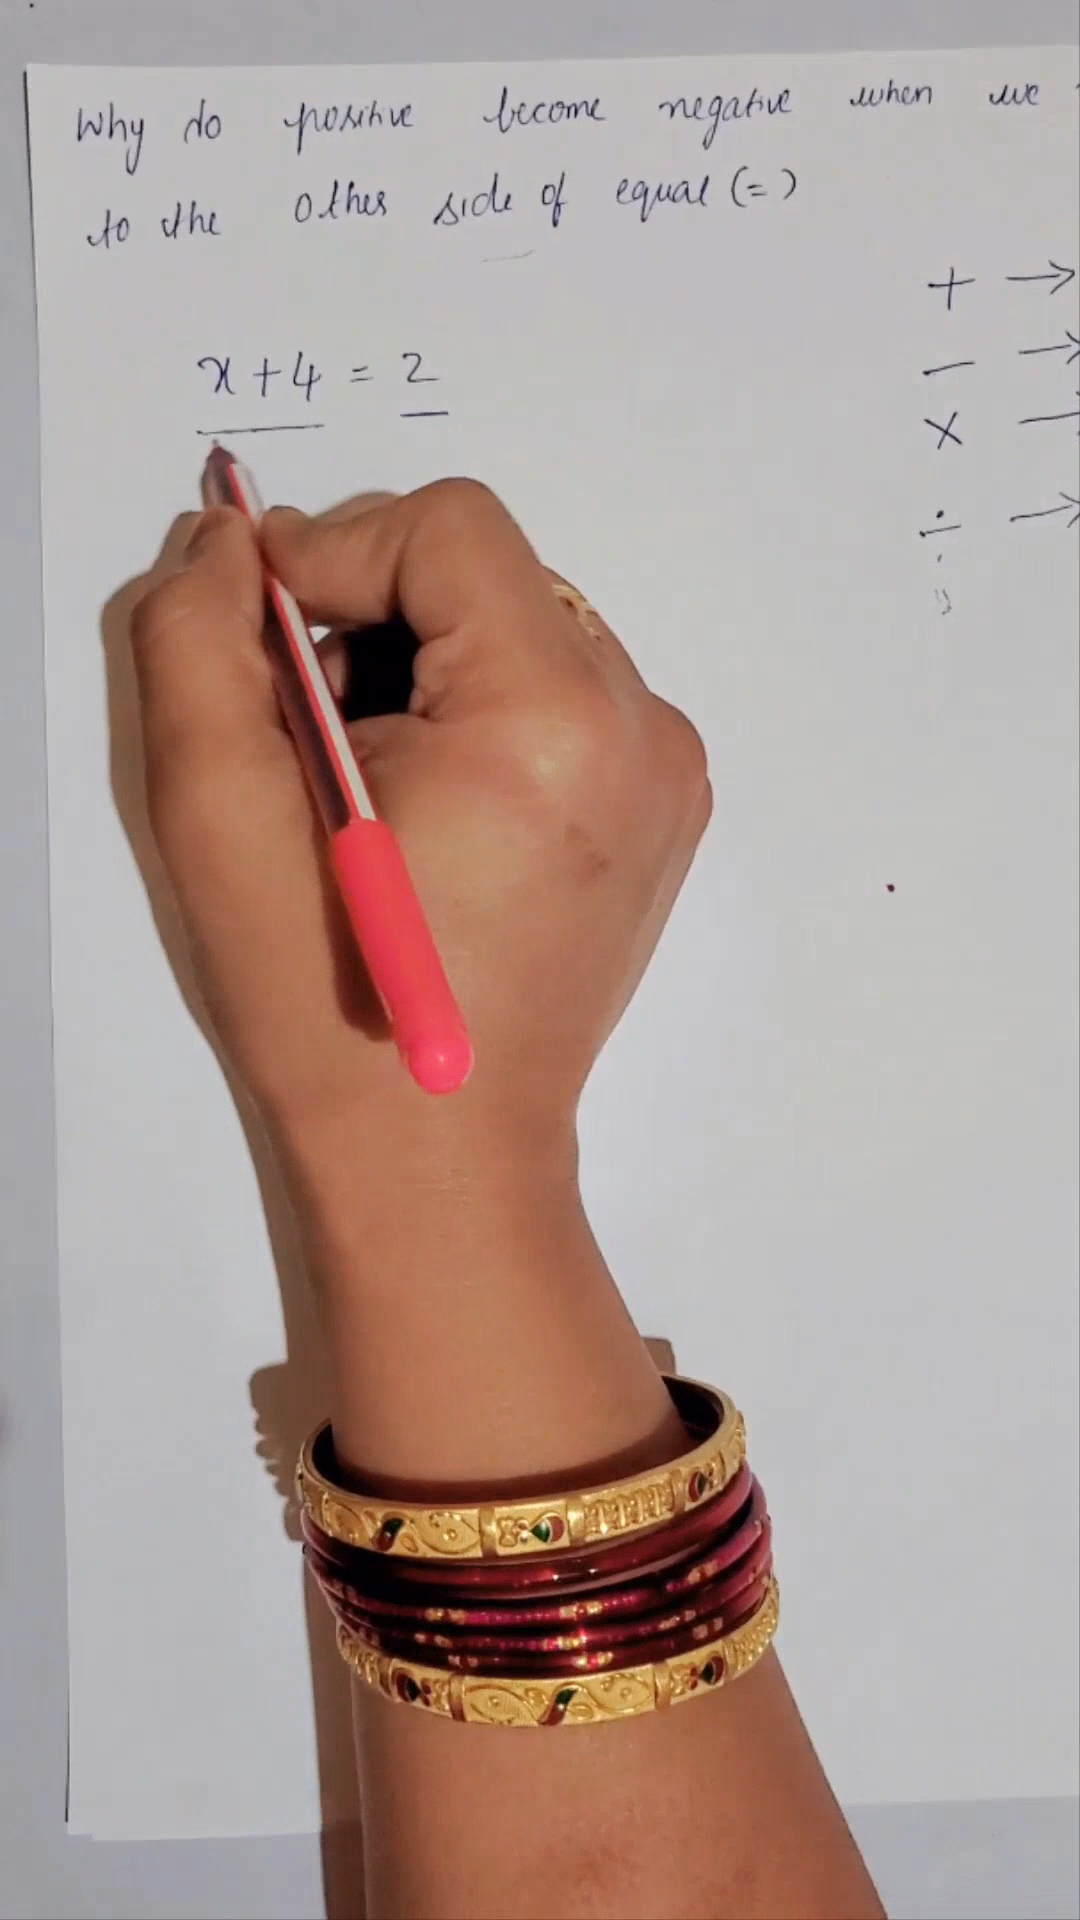 Why do positive become negative when we
to the other side of equal (=)
+ →
x + 4 = 2
- →
× →
÷ →